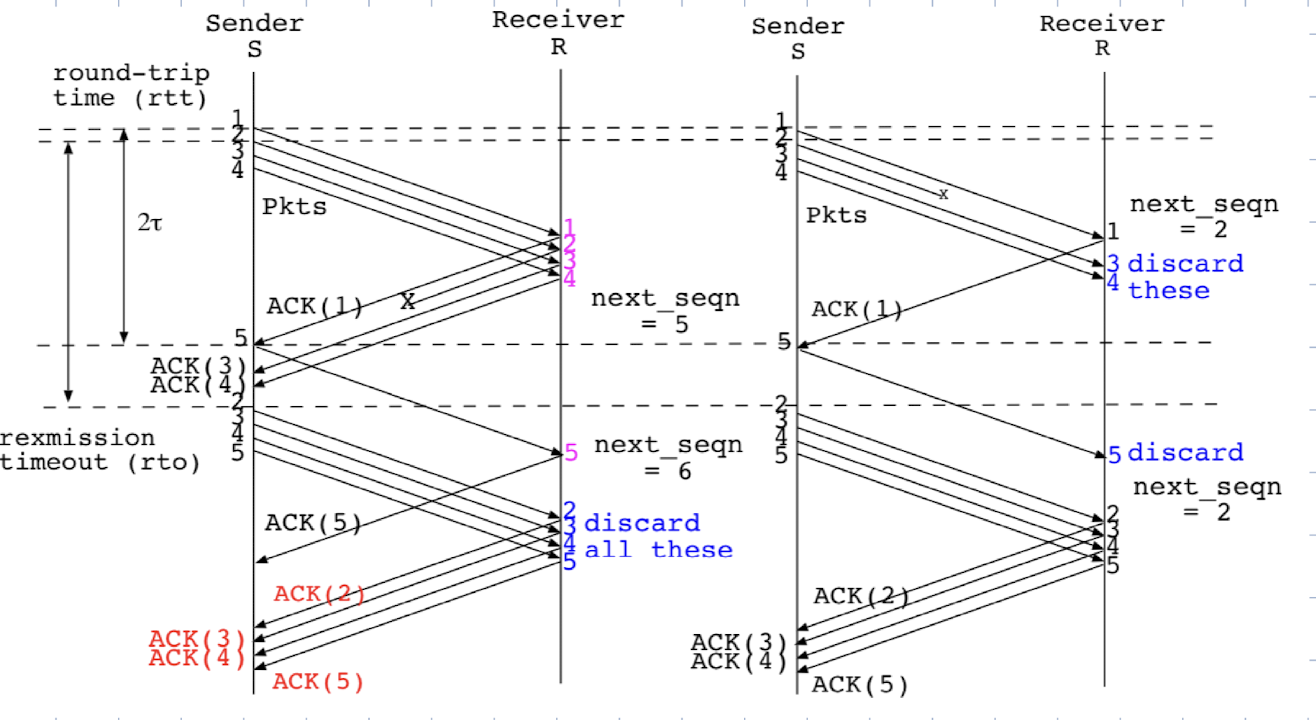 Sender
S
Receiver
R
round-trip
time (rtt)
1
2
3
4
Pkts
2τ
1
2
3
4
ACK(1)
X
next_seqn
= 5
5
ACK(3)
ACK(4)
2
3
4
5
rexmission
timeout (rto)
5
next_seqn
= 6
ACK(5)
2
3
4
5
discard
all these
ACK(2)
ACK(3)
ACK(4)
ACK(5)
Sender
S
Receiver
R
1
2
3
4
x
Pkts
next_seqn
= 2
1
3 discard
4 these
ACK(1)
5
2
3
4
5
5 discard
next_seqn
= 2
2
3
4
5
ACK(2)
ACK(3)
ACK(4)
ACK(5)